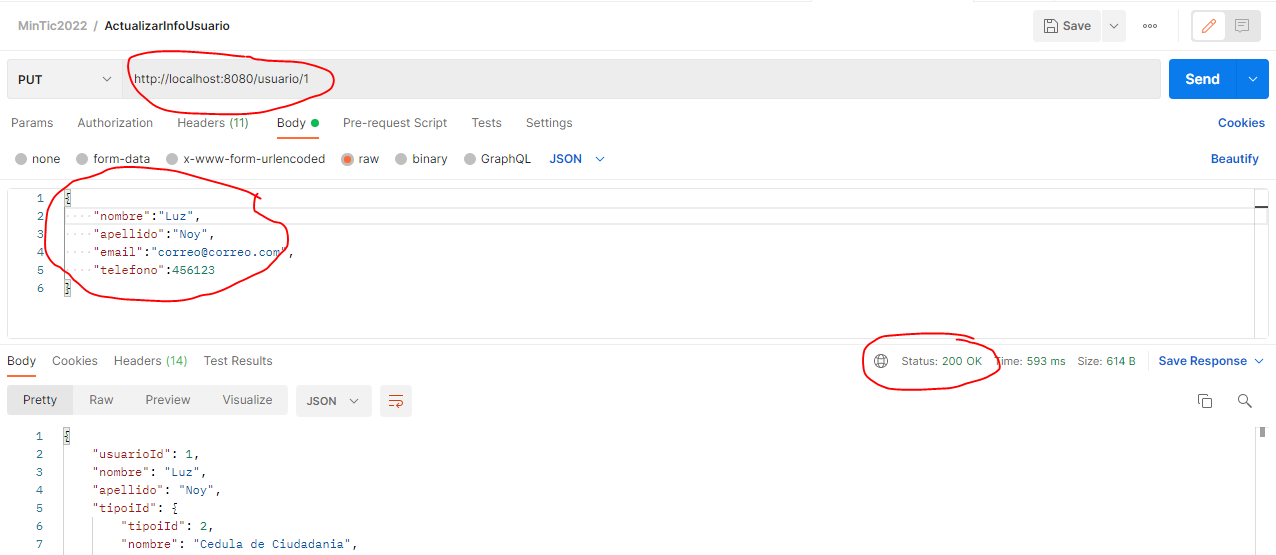 MinTic2022 / ActualizarInfoUsuario
Save
PUT
http://localhost:8080/usuario/1
Send
Params Authorization Headers (11) Body Pre-request Script Tests Settings Cookies
none form-data x-www-form-urlencoded raw binary GraphQL JSON Beautify
1 {
2 ····"nombre":"Luz",
3 ····"apellido":"Noy",
4 ····"email":"correo@correo.com",
5 ····"telefono":456123
6 }
Body Cookies Headers (14) Test Results Status: 200 OK Time: 593 ms Size: 614 B Save Response
Pretty Raw Preview Visualize JSON
1 {
2 "usuarioId": 1,
3 "nombre": "Luz",
4 "apellido": "Noy",
5 "tipoiId": {
6 "tipoiId": 2,
7 "nombre": "Cedula de Ciudadania",